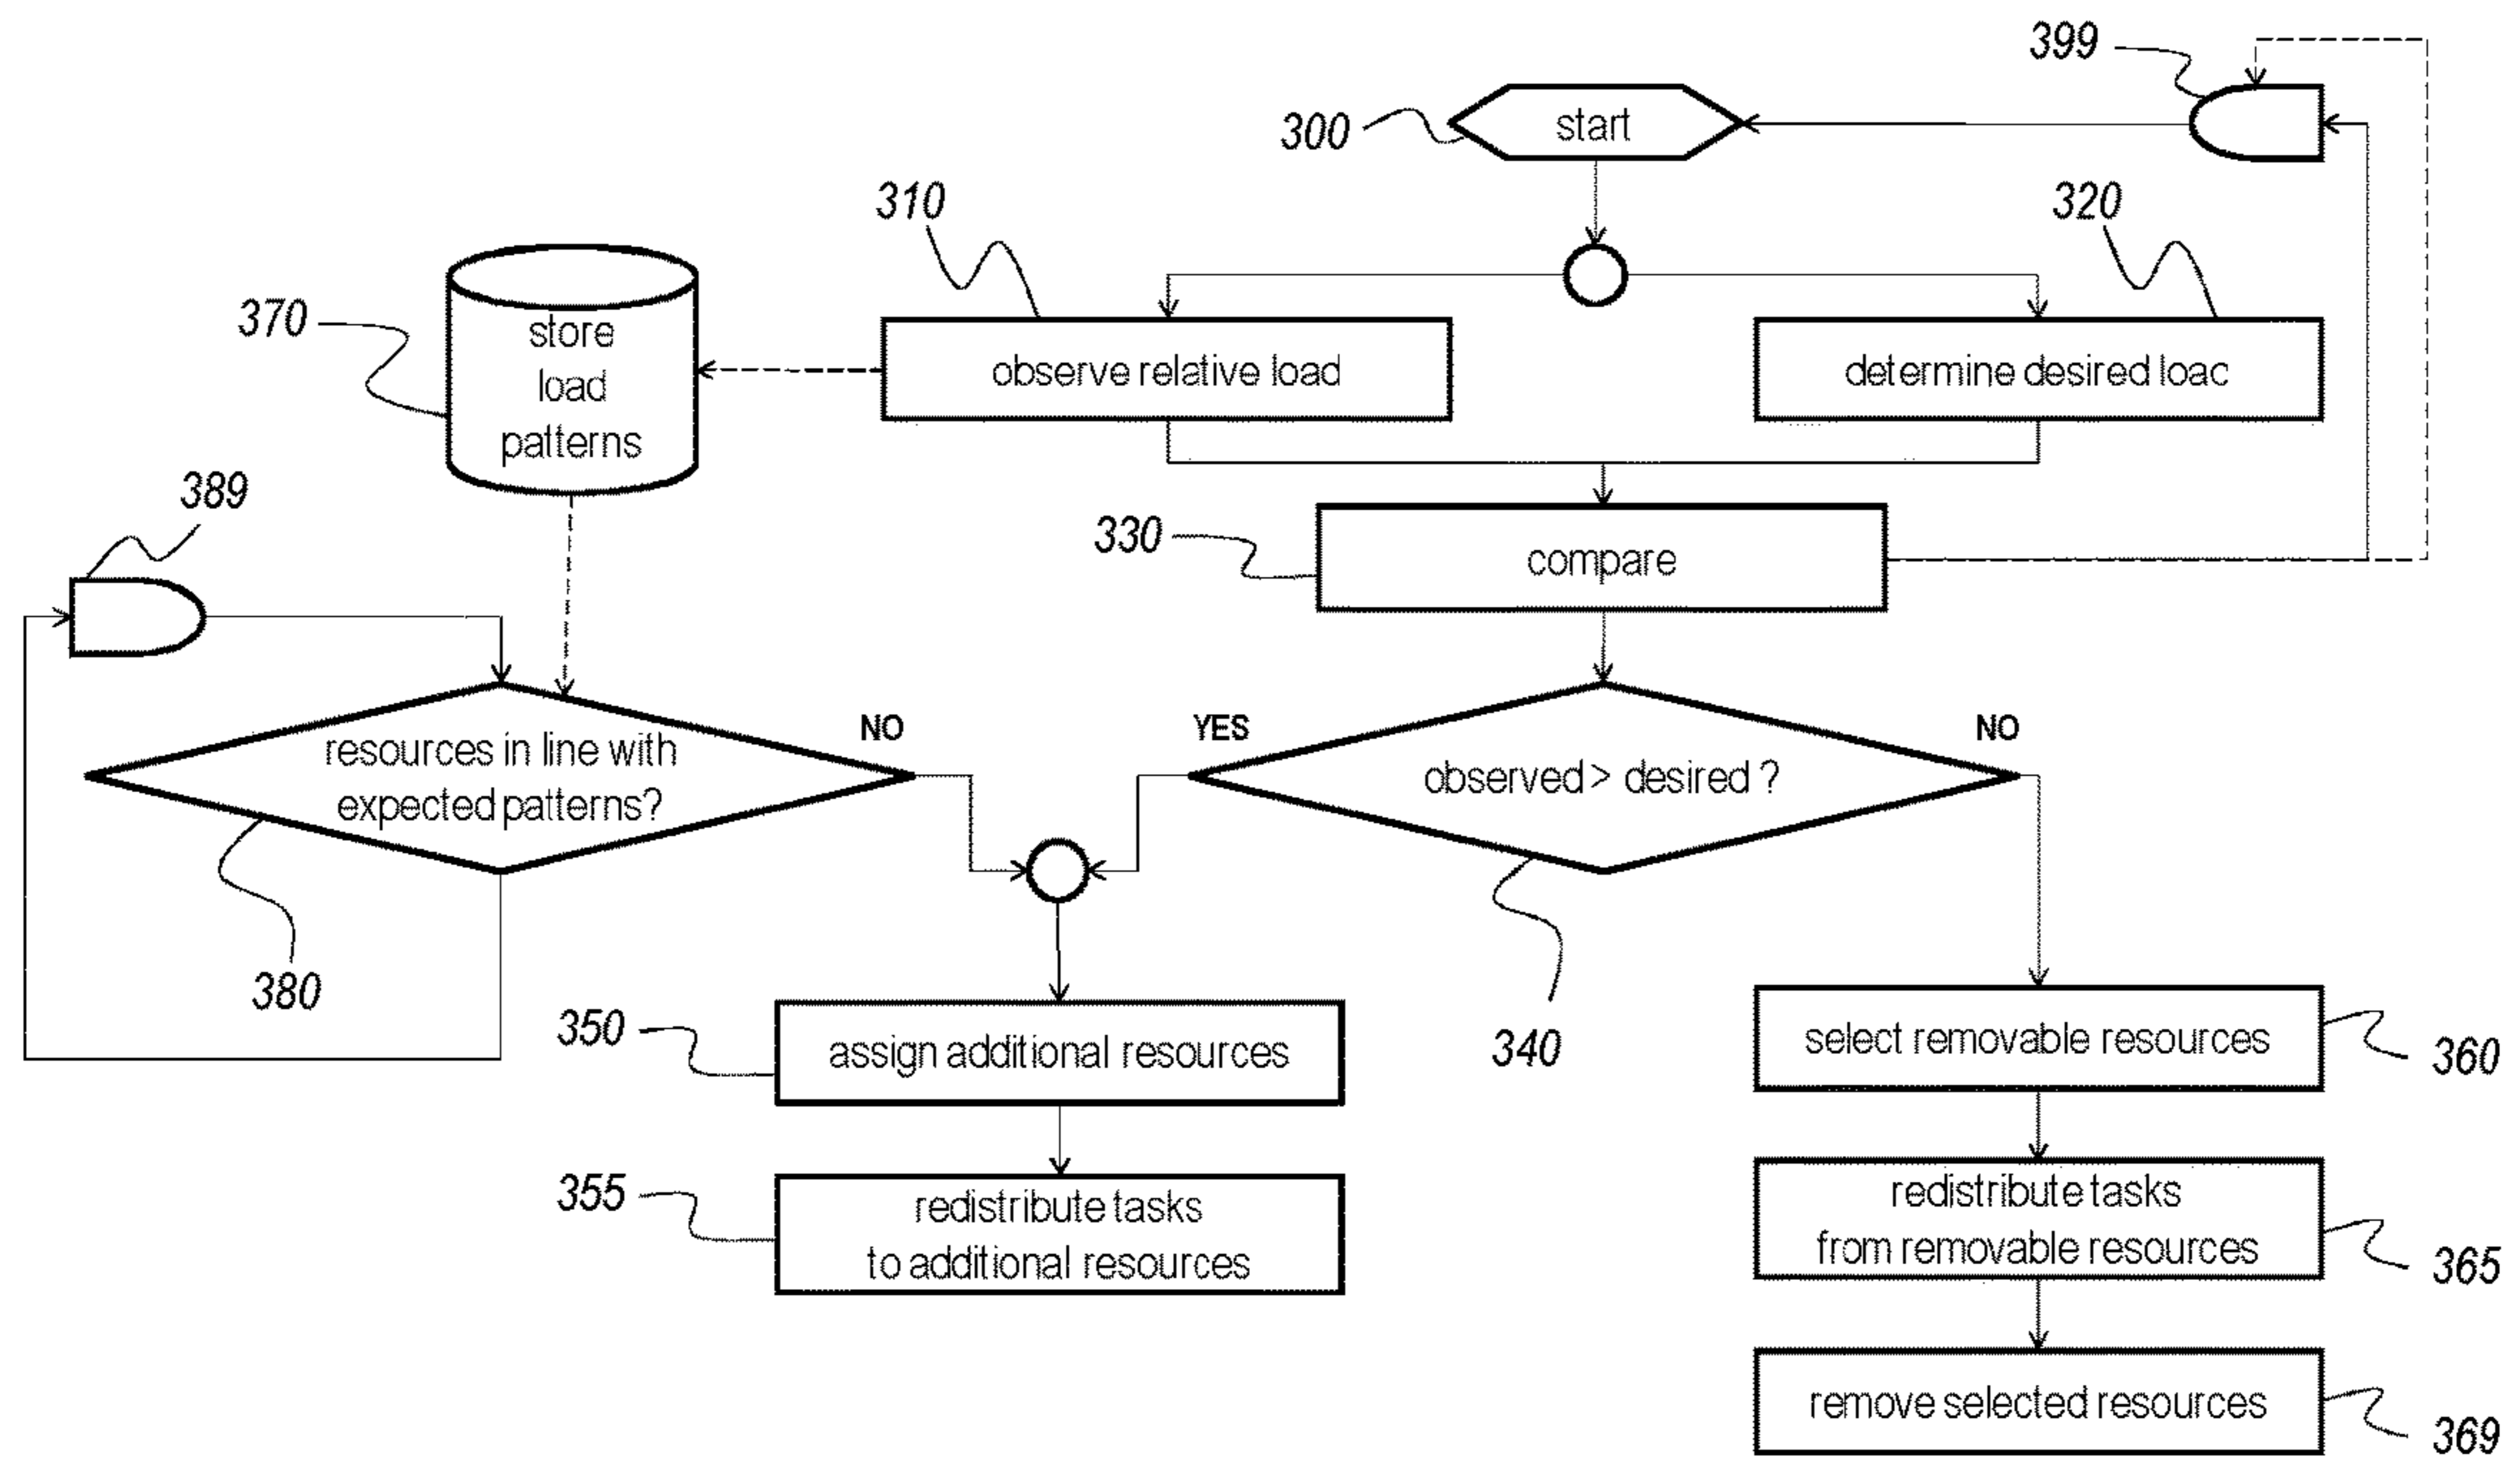 399
300
start
310
320
370
store
load
patterns
observe relative load
determine desired loac
389
330
compare
resources in line with
expected patterns?
NO
YES
observed > desired ?
NO
380
340
350
assign additional resources
select removable resources
360
355
redistribute tasks
to additional resources
redistribute tasks
from removable resources
365
remove selected resources
369